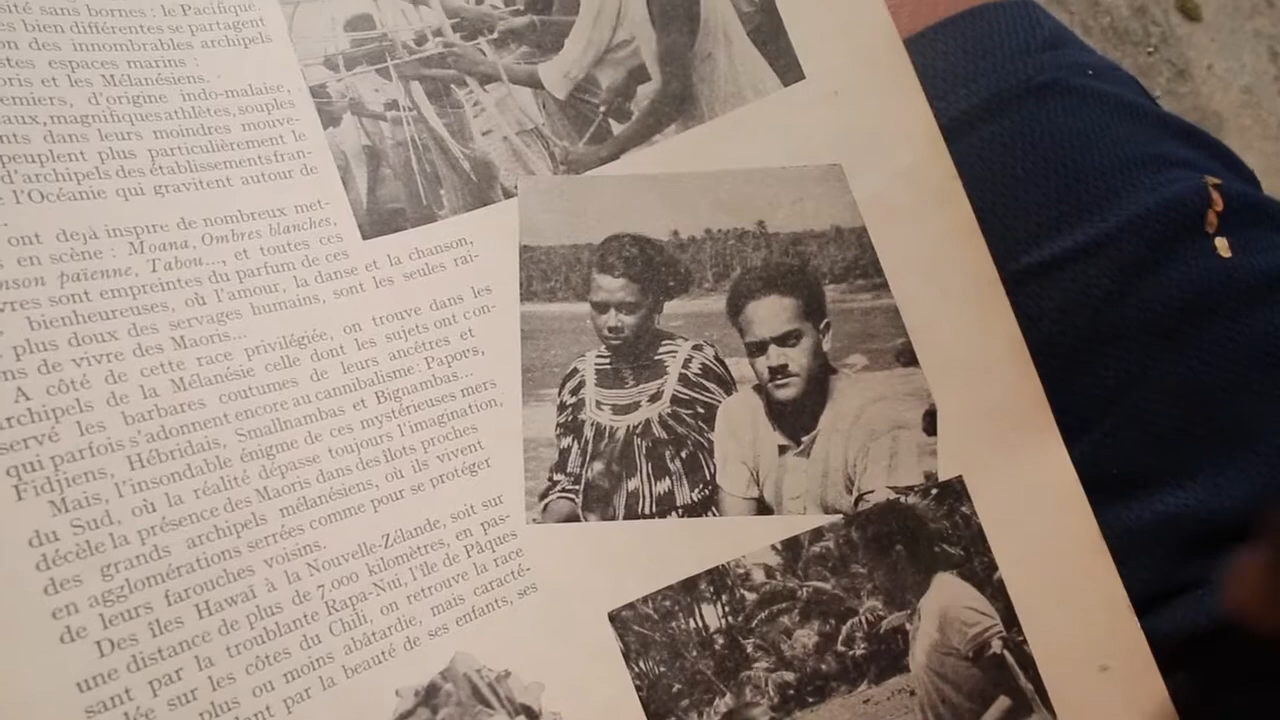 sité sans bornes : le Pacifique.
es bien différentes se partagent
on des innombrables archipels
stes espaces marins :
oris et les Mélanésiens.
emiers, d'origine indo-malaise,
eaux, magnifiques athlètes, souples
nts dans leurs moindres mouve-
peuplent plus particulièrement le
d'archipels des établissements fran-
e l'Océanie qui gravitent autour de
ont dejà inspiré de nombreux met-
s en scène : Moana, Ombres blanches,
nson païenne, Tabou..., et toutes ces
vres sont empreintes du parfum de ces
bienheureuses, où l'amour, la danse et la chanson,
plus doux des servages humains, sont les seules rai-
ns de vivre des Maoris...
A côté de cette race privilégiée, on trouve dans les
archipels de la Mélanésie celle dont les sujets ont con-
servé les barbares coutumes de leurs ancêtres et
qui parfois s'adonnent encore au cannibalisme : Papous,
Fidjiens, Hébridais, Smallnambas et Bignambas...
Mais, l'insondable énigme de ces mystérieuses mers
du Sud, où la réalité dépasse toujours l'imagination,
décèle la présence des Maoris dans des îlots proches
des grands archipels mélanésiens, où ils vivent
en agglomérations serrées comme pour se protéger
de leurs farouches voisins.
Des îles Hawaï à la Nouvelle-Zélande, soit sur
une distance de plus de 7.000 kilomètres, en pas-
sant par la troublante Rapa-Nui, l'île de Pâques
lée sur les côtes du Chili, on retrouve la race
plus ou moins abâtardie, mais caracté-
lant par la beauté de ses enfants, ses